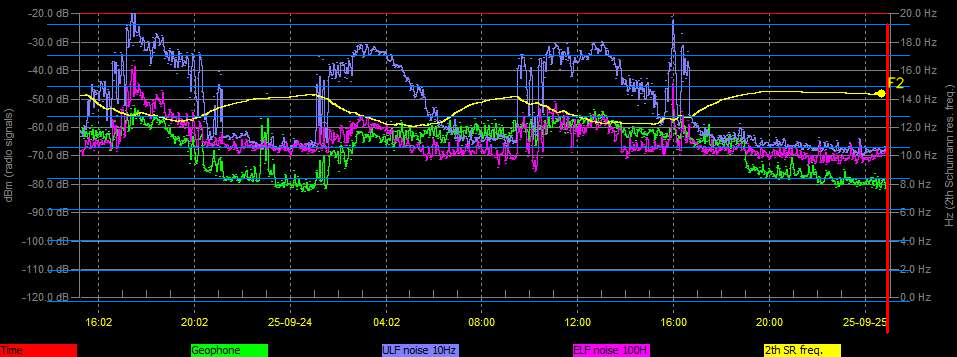 -20.0 dB 20.0 Hz
-30.0 dB 18.0 Hz
-40.0 dB 16.0 Hz
F2
-50.0 dB 14.0 Hz
-60.0 dB 12.0 Hz
-70.0 dB 10.0 Hz
-80.0 dB 8.0 Hz
-90.0 dB 6.0 Hz
-100.0 dB 4.0 Hz
-110.0 dB 2.0 Hz
-120.0 dB 0.0 Hz
dBm (radio signals)
Hz (2th Schumann res. freq.)
16:02 20:02 25-09-24 04:02 08:00 12:00 16:00 20:00 25-09-25
Time Geophone ULF noise 10Hz ELF noise 100H 2th SR freq.